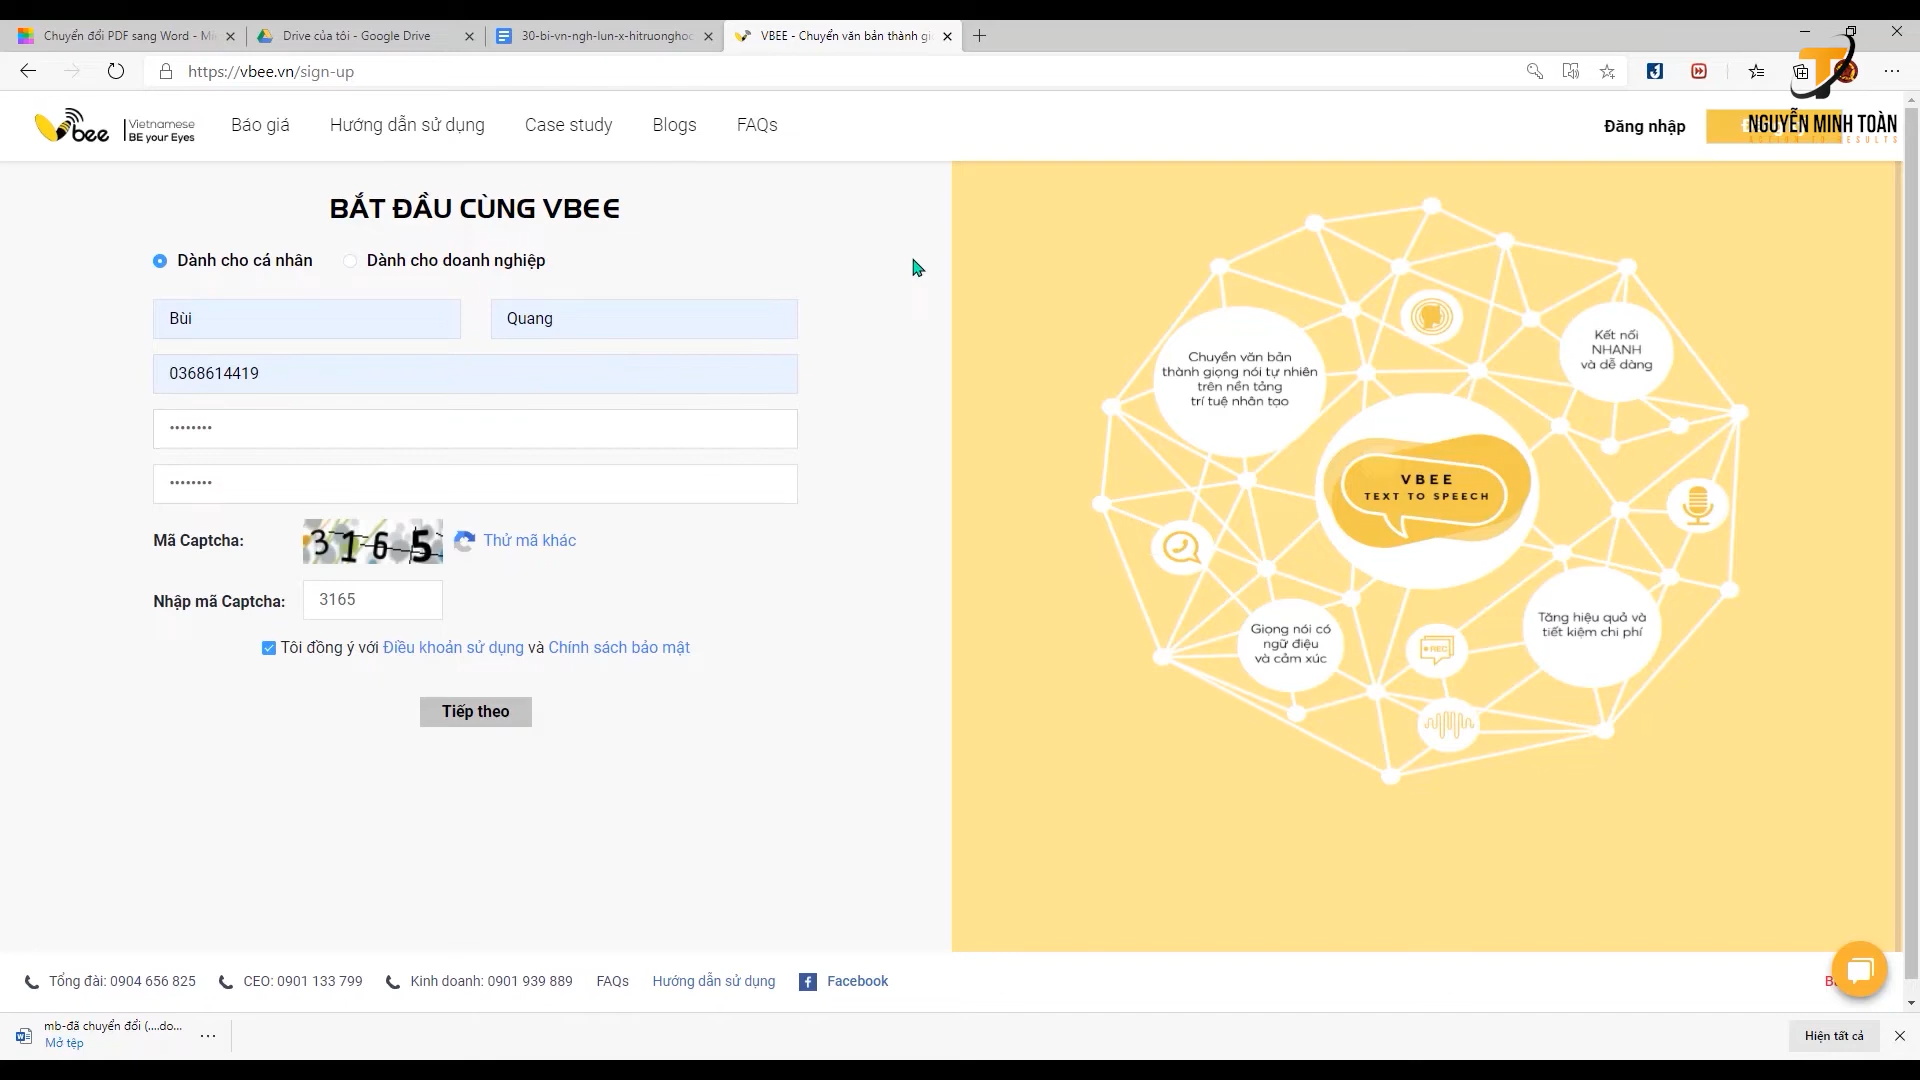 Chuyển đổi PDF sang Word - Mi
Drive của tôi - Google Drive
30-bi-vn-ngh-lun-x-hitruonghoc
VBEE - Chuyển văn bản thành gi
https://vbee.vn/sign-up
bee
Vietnamese
BE your Eyes
Báo giá
Hướng dẫn sử dụng
Case study
Blogs
FAQs
Đăng nhập
NGUYỄN MINH TOÀN
BẮT ĐẦU CÙNG VBEE
Dành cho cá nhân
Dành cho doanh nghiệp
Bùi
Quang
0368614419
••••••••
••••••••
Mã Captcha:
3165
Thử mã khác
Nhập mã Captcha:
3165
Tôi đồng ý với Điều khoản sử dụng và Chính sách bảo mật
Tiếp theo
Chuyển văn bản
thành giọng nói tự nhiên
trên nền tảng
trí tuệ nhân tạo
Kết nối
NHANH
và dễ dàng
VBEE
TEXT TO SPEECH
Giọng nói có
ngữ điệu
và cảm xúc
REC
Tăng hiệu quả và
tiết kiệm chi phí
Tổng đài: 0904 656 825
CEO: 0901 133 799
Kinh doanh: 0901 939 889
FAQs
Hướng dẫn sử dụng
Facebook
mb-đã chuyển đổi (....do...
Mở tệp
Hiện tất cả